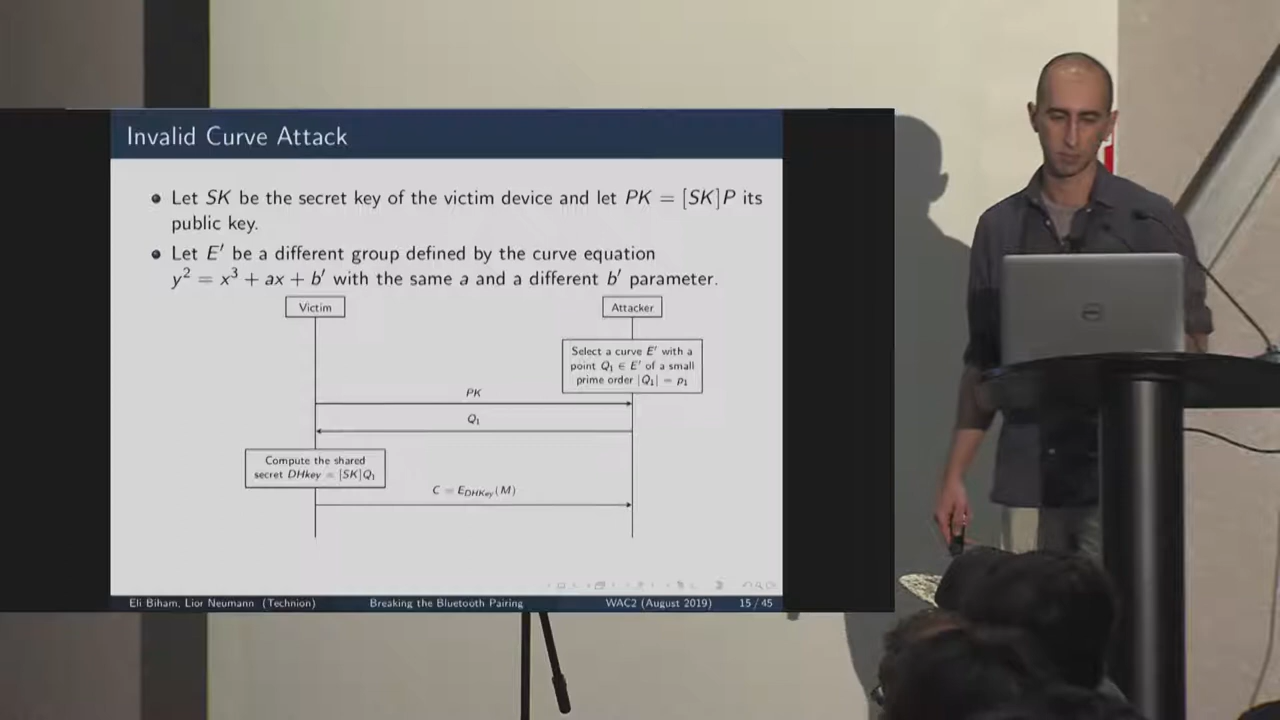 Invalid Curve Attack
Let SK be the secret key of the victim device and let PK = [SK]P its
public key.
Let E′ be a different group defined by the curve equation
y² = x³ + ax + b′ with the same a and a different b′ parameter.
Victim
Attacker
Select a curve E′ with a
point Q₁ ∈ E′ of a small
prime order |Q₁| = p₁
PK
Q₁
Compute the shared
secret DHkey = [SK]Q₁
C = E_DHKey(M)
Eli Biham, Lior Neumann (Technion)
Breaking the Bluetooth Pairing
WAC2 (August 2019)
15 / 45